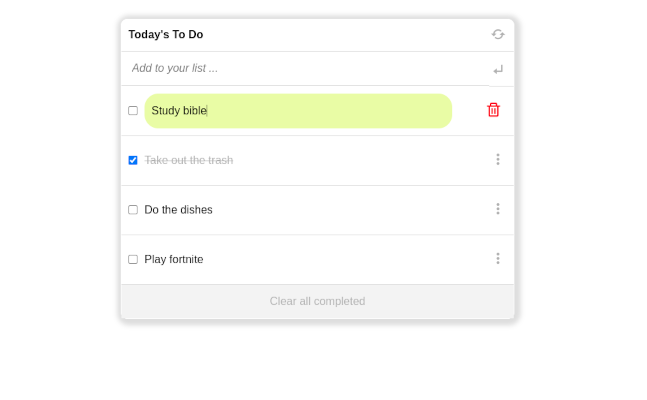 Today's To Do
Add to your list ...
Study bible
Take out the trash
Do the dishes
Play fortnite
Clear all completed